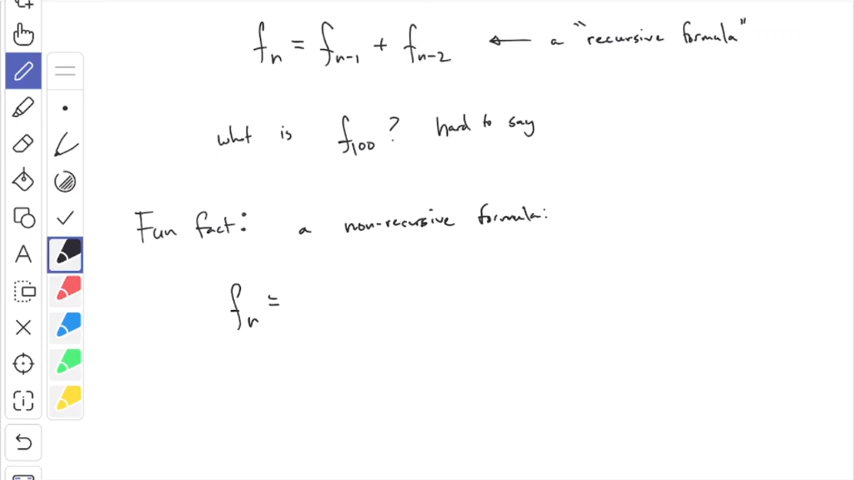 fₙ = fₙ₋₁ + fₙ₋₂ ← a "recursive formula"
what is f₁₀₀? hard to say
Fun fact: a non-recursive formula:
fₙ =